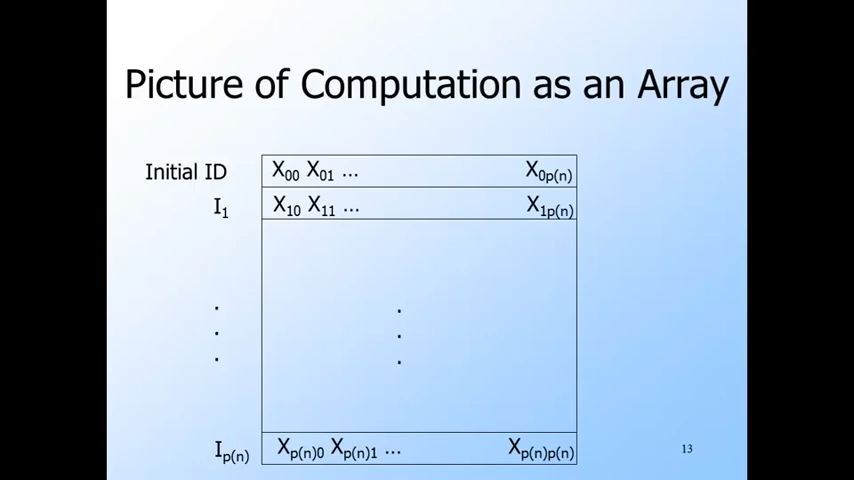 Picture of Computation as an Array
Initial ID X₀₀ X₀₁ ... X₀ₚ₍ₙ₎
I₁ X₁₀ X₁₁ ... X₁ₚ₍ₙ₎
. .
. .
. .
Iₚ₍ₙ₎ Xₚ₍ₙ₎₀ Xₚ₍ₙ₎₁ ... Xₚ₍ₙ₎ₚ₍ₙ₎
13